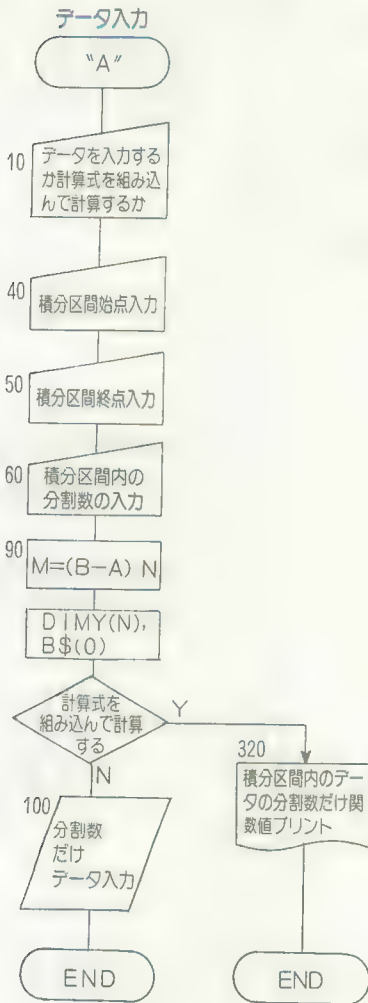 データ入力
"A"
10
データを入力する
か計算式を組み込
んで計算するか
40
積分区間始点入力
50
積分区間終点入力
60
積分区間内の
分割数の入力
90
M=(B-A) N
DIMY(N),
B$(0)
計算式を
組み込んで計算
する
Y
N
320
積分区間内のデー
タの分割数だけ関
数値プリント
100
分割数
だけ
データ入力
END
END